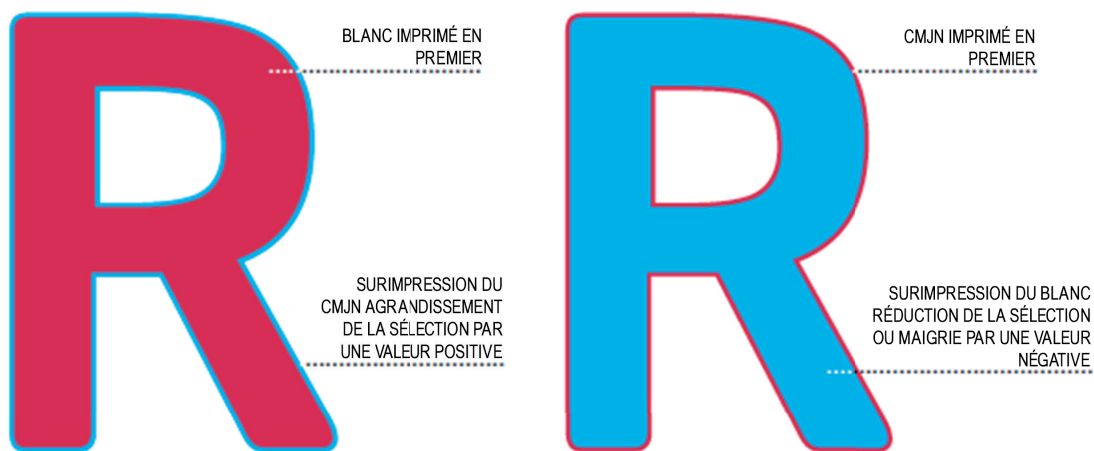 R
BLANC IMPRIMÉ EN
PREMIER
SURIMPRESSION DU
CMJN AGRANDISSEMENT
DE LA SÉLECTION PAR
UNE VALEUR POSITIVE
R
CMJN IMPRIMÉ EN
PREMIER
SURIMPRESSION DU BLANC
RÉDUCTION DE LA SÉLECTION
OU MAIGRIE PAR UNE VALEUR
NÉGATIVE